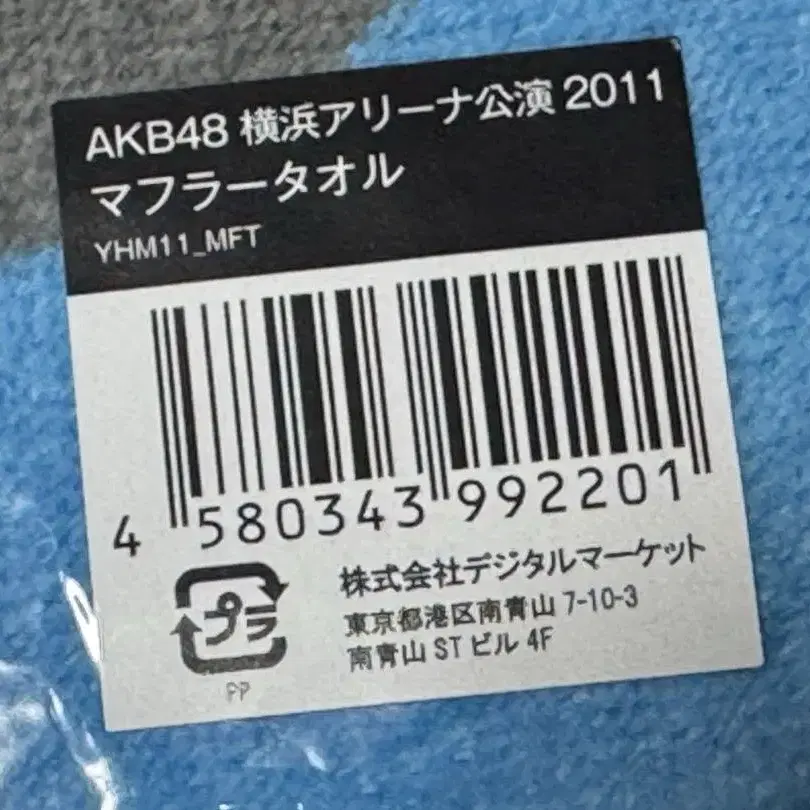 AKB48 横浜アリーナ公演 2011
マフラータオル
YHM11_MFT
4 580343 992201
プラ
PP
株式会社デジタルマーケット
東京都港区南青山 7-10-3
南青山 ST ビル 4F